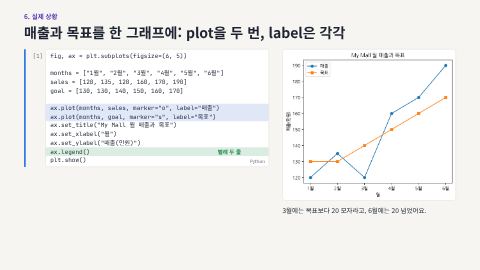 6. 실제 상황
매출과 목표를 한 그래프에: plot을 두 번, label은 각각
[1] fig, ax = plt.subplots(figsize=(6, 5))
months = ["1월", "2월", "3월", "4월", "5월", "6월"]
sales = [120, 135, 120, 160, 170, 190]
goal = [130, 130, 140, 150, 160, 170]
ax.plot(months, sales, marker="o", label="매출")
ax.plot(months, goal, marker="s", label="목표")
ax.set_title("My Mall 월 매출과 목표")
ax.set_xlabel("월")
ax.set_ylabel("매출(만원)")
ax.legend() 범례 두 줄
plt.show()
Python
My Mall 월 매출과 목표
매출
목표
190
180
170
160
150
140
130
120
매출(만원)
1월 2월 3월 4월 5월 6월
월
3월에는 목표보다 20 모자라고, 6월에는 20 넘었어요.